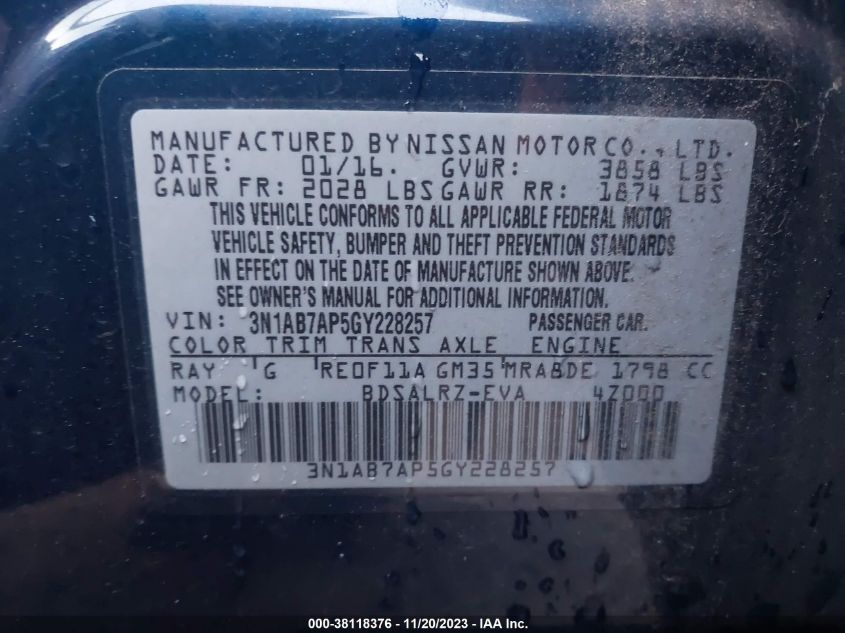 MANUFACTURED BY NISSAN MOTOR CO., LTD.
DATE: 01/16. GVWR: 3858 LBS
GAWR FR: 2028 LBS GAWR RR: 1874 LBS
THIS VEHICLE CONFORMS TO ALL APPLICABLE FEDERAL MOTOR
VEHICLE SAFETY, BUMPER AND THEFT PREVENTION STANDARDS
IN EFFECT ON THE DATE OF MANUFACTURE SHOWN ABOVE.
SEE OWNER'S MANUAL FOR ADDITIONAL INFORMATION.
VIN: 3N1AB7AP5GY228257 PASSENGER CAR.
COLOR TRIM TRANS AXLE ENGINE
RAY G RE0F11A GM35 MRA8DE 1798 CC
MODEL: BDSALRZ-EVA 4Z000
3N1AB7AP5GY228257
000-38118376 - 11/20/2023 - IAA Inc.